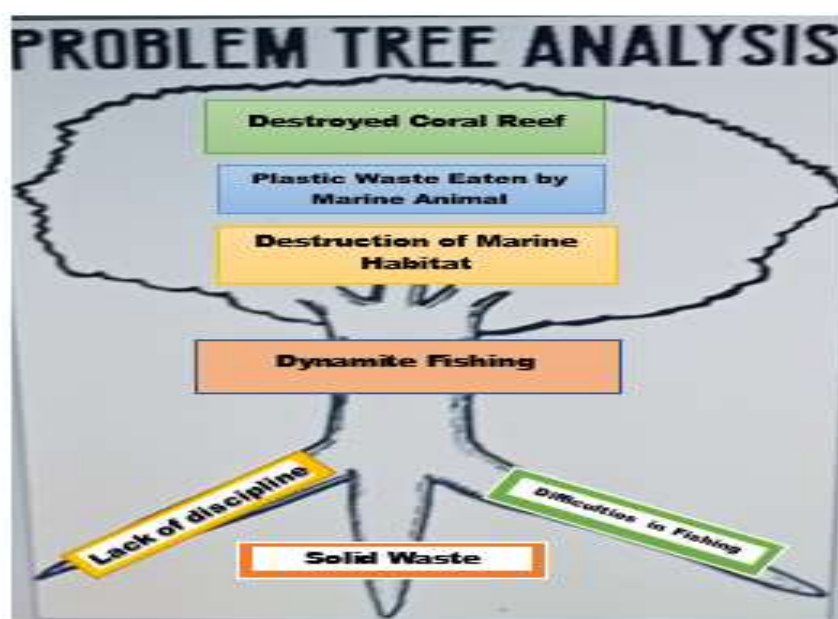 PROBLEM TREE ANALYSIS
Destroyed Coral Reef
Plastic Waste Eaten by
Marine Animal
Destruction of Marine
Habitat
Dynamite Fishing
Lack of discipline
Difficulties in Fishing
Solid Waste